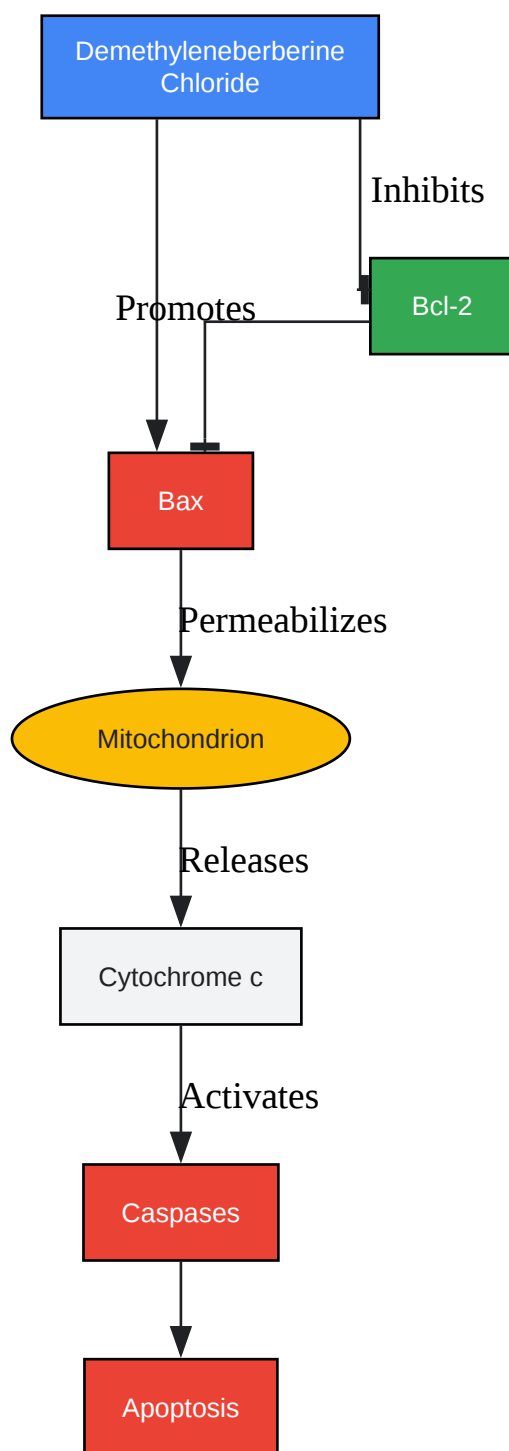 Demethyleneberberine
Chloride
Inhibits
Bcl-2
Promotes
Bax
Permeabilizes
Mitochondrion
Releases
Cytochrome c
Activates
Caspases
Apoptosis